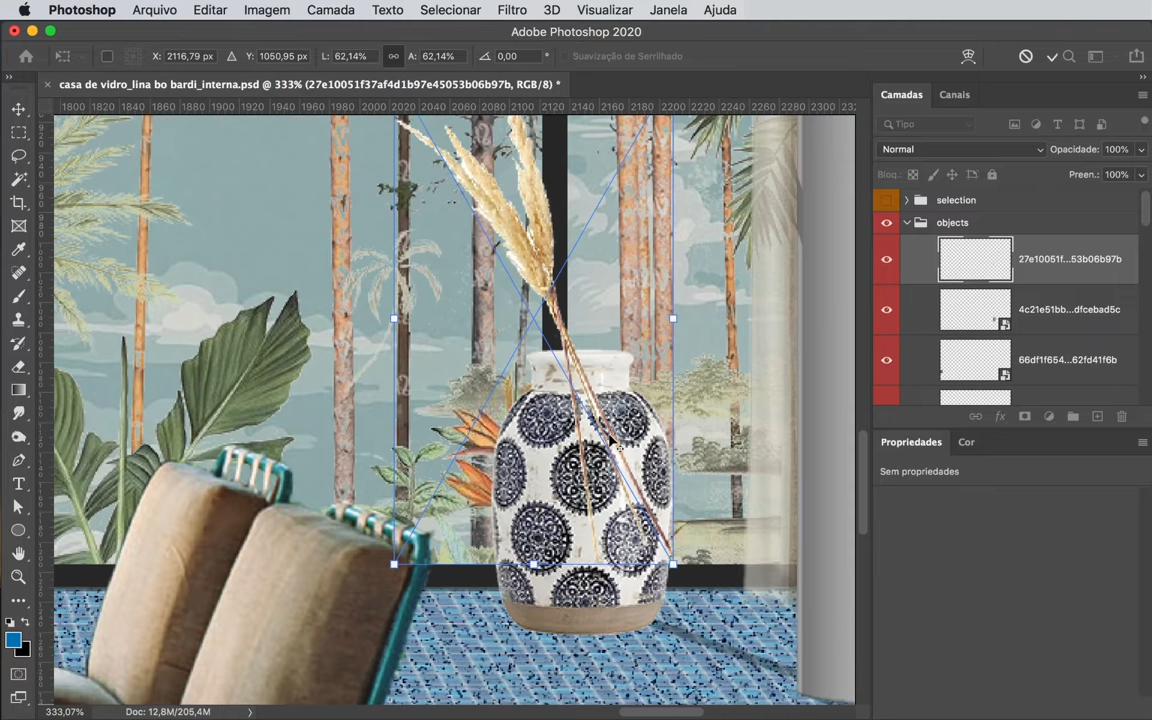 Photoshop Arquivo Editar Imagem Camada Texto Selecionar Filtro 3D Visualizar Janela Ajuda
Adobe Photoshop 2020
X: 2116,79 px Y: 1050,95 px L: 62,14% A: 62,14% 0,00 ° Suavização de Serrilhado
casa de vidro_lina bo bardi_interna.psd @ 333% (27e10051f37af4d1b97e45053b06b97b, RGB/8) *
1800 1820 1840 1860 1880 1900 1920 1940 1960 1980 2000 2020 2040 2060 2080 2100 2120 2140 2160 2180 2200 2220 2240 2260 2280 2300
Camadas Canais
Tipo
Normal Opacidade: 100%
Bloq.: Preen.: 100%
selection
objects
27e10051f...53b06b97b
4c21e51bb...dfcebad5c
66df1f654...62fd41f6b
fx
Propriedades Cor
Sem propriedades
333,07% Doc: 12,8M/205,4M